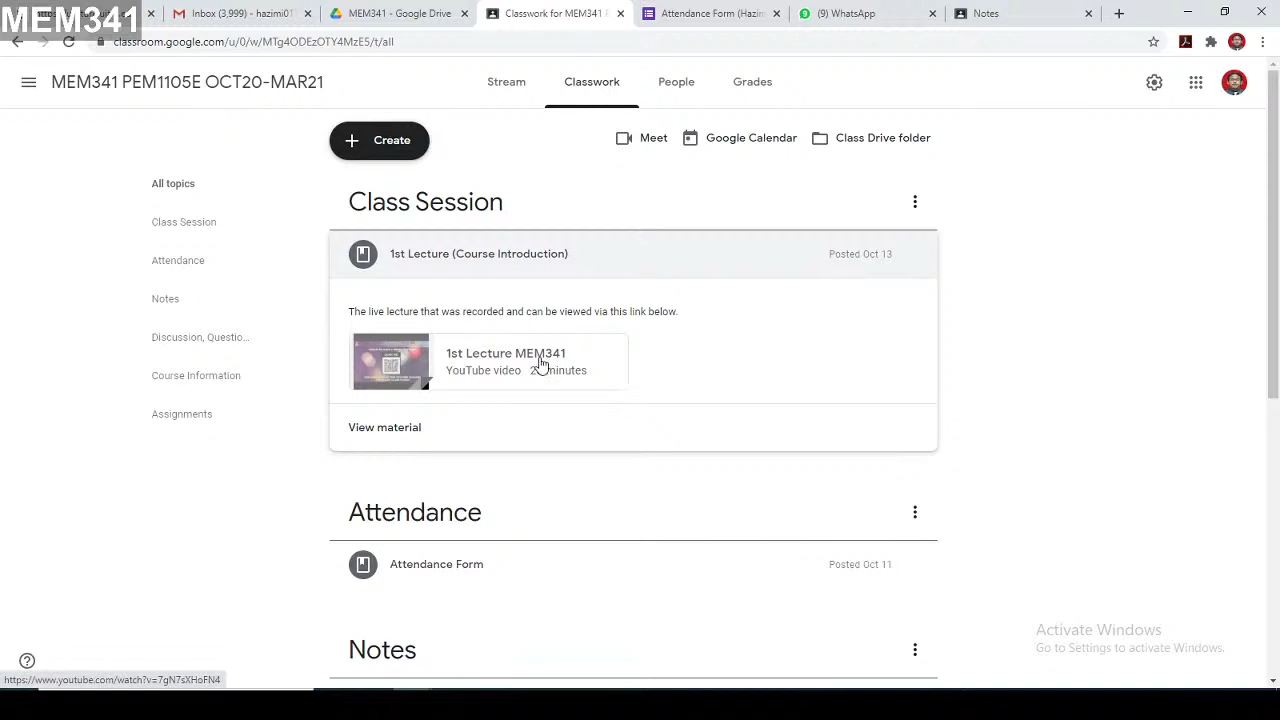 MEM341
Inbox (3,999) - hazimi01
MEM341 - Google Drive
Classwork for MEM341 P
Attendance Form (Hazir
(9) WhatsApp
Notes
classroom.google.com/u/0/w/MTg4ODEzOTY4MzE5/t/all
MEM341 PEM1105E OCT20-MAR21
Stream
Classwork
People
Grades
Create
Meet
Google Calendar
Class Drive folder
All topics
Class Session
Attendance
Notes
Discussion, Questio...
Course Information
Assignments
Class Session
1st Lecture (Course Introduction)
Posted Oct 13
The live lecture that was recorded and can be viewed via this link below.
1st Lecture MEM341
YouTube video minutes
View material
Attendance
Attendance Form
Posted Oct 11
Notes
Activate Windows
Go to Settings to activate Windows.
https://www.youtube.com/watch?v=7gN7sXHoFN4